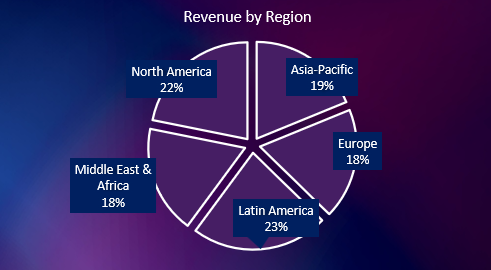 Revenue by Region
North America
22%
Asia-Pacific
19%
Europe
18%
Middle East &
Africa
18%
Latin America
23%